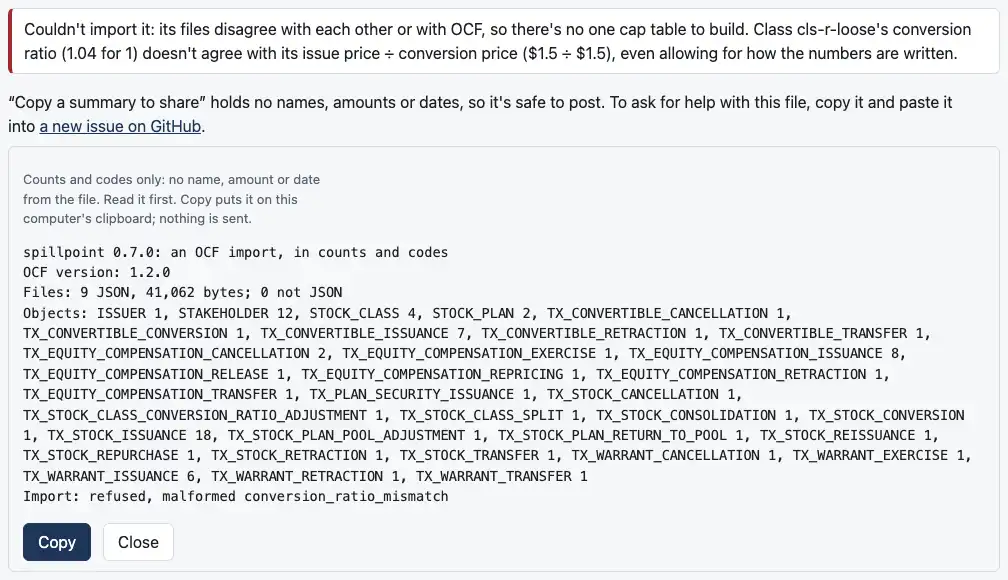 Couldn't import it: its files disagree with each other or with OCF, so there's no one cap table to build. Class cls-r-loose's conversion
ratio (1.04 for 1) doesn't agree with its issue price ÷ conversion price ($1.5 ÷ $1.5), even allowing for how the numbers are written.
“Copy a summary to share” holds no names, amounts or dates, so it's safe to post. To ask for help with this file, copy it and paste it
into a new issue on GitHub.
Counts and codes only: no name, amount or date
from the file. Read it first. Copy puts it on this
computer's clipboard; nothing is sent.
spillpoint 0.7.0: an OCF import, in counts and codes
OCF version: 1.2.0
Files: 9 JSON, 41,062 bytes; 0 not JSON
Objects: ISSUER 1, STAKEHOLDER 12, STOCK_CLASS 4, STOCK_PLAN 2, TX_CONVERTIBLE_CANCELLATION 1,
TX_CONVERTIBLE_CONVERSION 1, TX_CONVERTIBLE_ISSUANCE 7, TX_CONVERTIBLE_RETRACTION 1, TX_CONVERTIBLE_TRANSFER 1,
TX_EQUITY_COMPENSATION_CANCELLATION 2, TX_EQUITY_COMPENSATION_EXERCISE 1, TX_EQUITY_COMPENSATION_ISSUANCE 8,
TX_EQUITY_COMPENSATION_RELEASE 1, TX_EQUITY_COMPENSATION_REPRICING 1, TX_EQUITY_COMPENSATION_RETRACTION 1,
TX_EQUITY_COMPENSATION_TRANSFER 1, TX_PLAN_SECURITY_ISSUANCE 1, TX_STOCK_CANCELLATION 1,
TX_STOCK_CLASS_CONVERSION_RATIO_ADJUSTMENT 1, TX_STOCK_CLASS_SPLIT 1, TX_STOCK_CONSOLIDATION 1, TX_STOCK_CONVERSION
1, TX_STOCK_ISSUANCE 18, TX_STOCK_PLAN_POOL_ADJUSTMENT 1, TX_STOCK_PLAN_RETURN_TO_POOL 1, TX_STOCK_REISSUANCE 1,
TX_STOCK_REPURCHASE 1, TX_STOCK_RETRACTION 1, TX_STOCK_TRANSFER 1, TX_WARRANT_CANCELLATION 1, TX_WARRANT_EXERCISE 1,
TX_WARRANT_ISSUANCE 6, TX_WARRANT_RETRACTION 1, TX_WARRANT_TRANSFER 1
Import: refused, malformed conversion_ratio_mismatch
Copy
Close